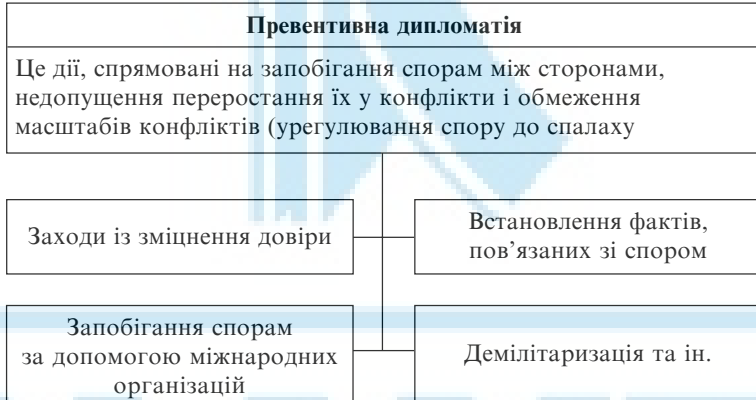 Превентивна дипломатія
Це дії, спрямовані на запобігання спорам між сторонами,
недопущення переростання їх у конфлікти і обмеження
масштабів конфліктів (урегулювання спору до спалаху
Заходи із зміцнення довіри
Встановлення фактів,
пов’язаних зі спором
Запобігання спорам
за допомогою міжнародних
організацій
Демілітаризація та ін.